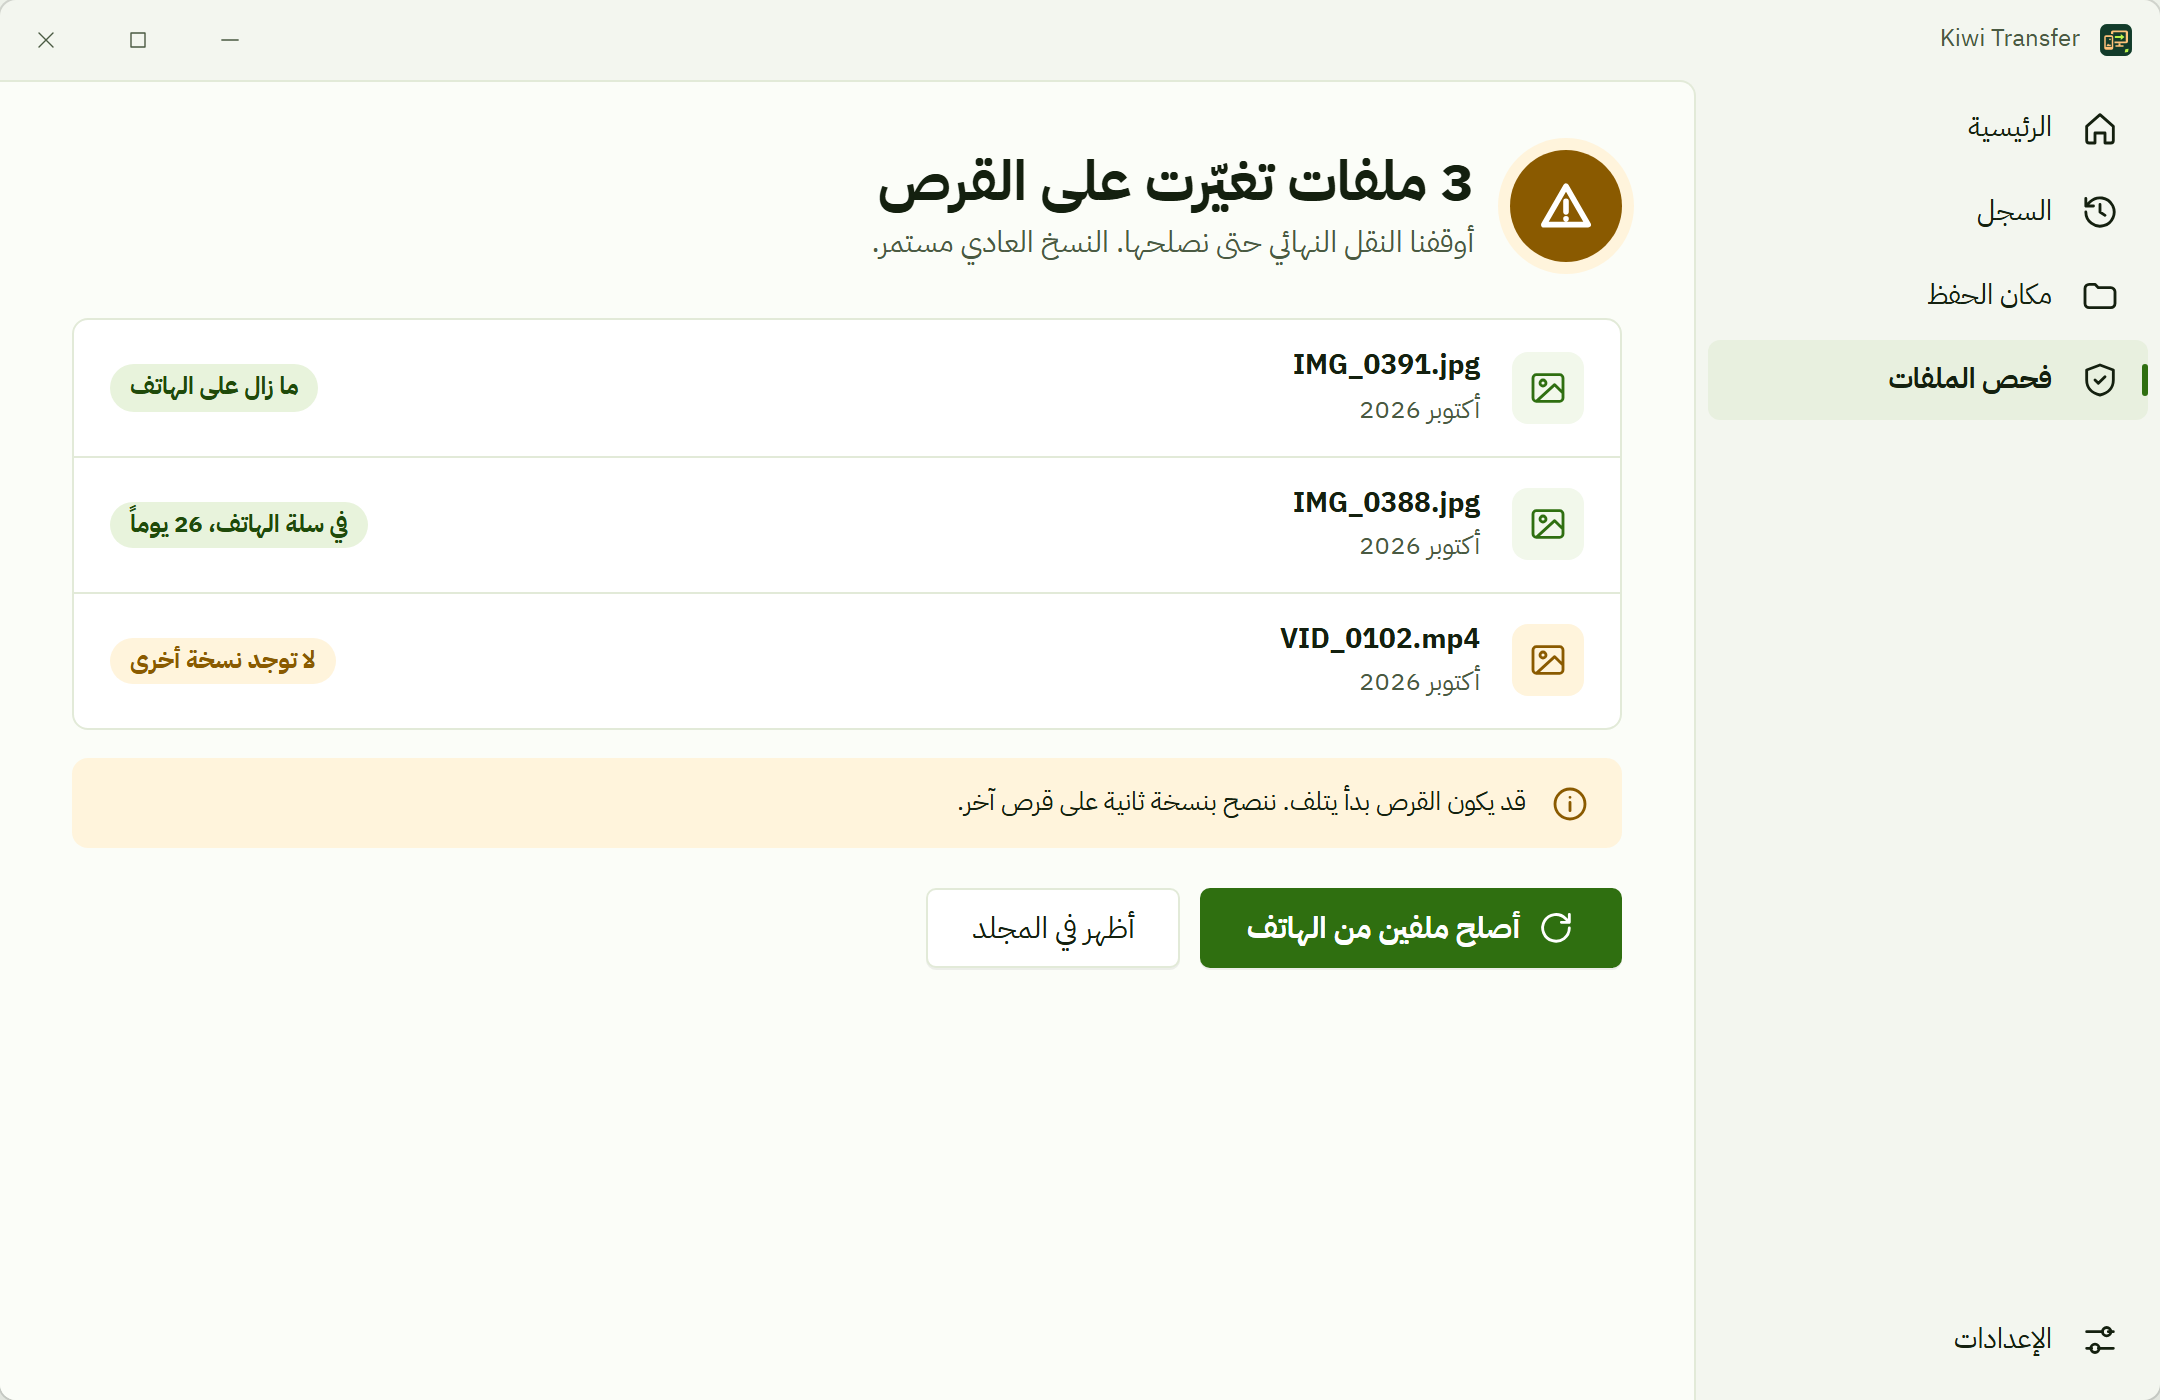 Kiwi Transfer
الرئيسية
السجل
مكان الحفظ
فحص الملفات
الإعدادات
3 ملفات تغيّرت على القرص
أوقفنا النقل النهائي حتى نصلحها. النسخ العادي مستمر.
IMG_0391.jpg
أكتوبر 2026
ما زال على الهاتف
IMG_0388.jpg
أكتوبر 2026
في سلة الهاتف، 26 يوماً
VID_0102.mp4
أكتوبر 2026
لا توجد نسخة أخرى
قد يكون القرص بدأ يتلف. ننصح بنسخة ثانية على قرص آخر.
أصلح ملفين من الهاتف
أظهر في المجلد